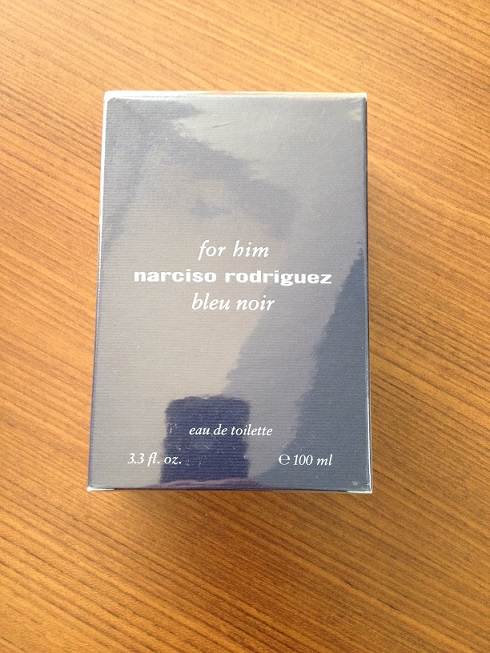 for him
narciso rodriguez
bleu noir
eau de toilette
3.3 fl. oz. ℮ 100 ml